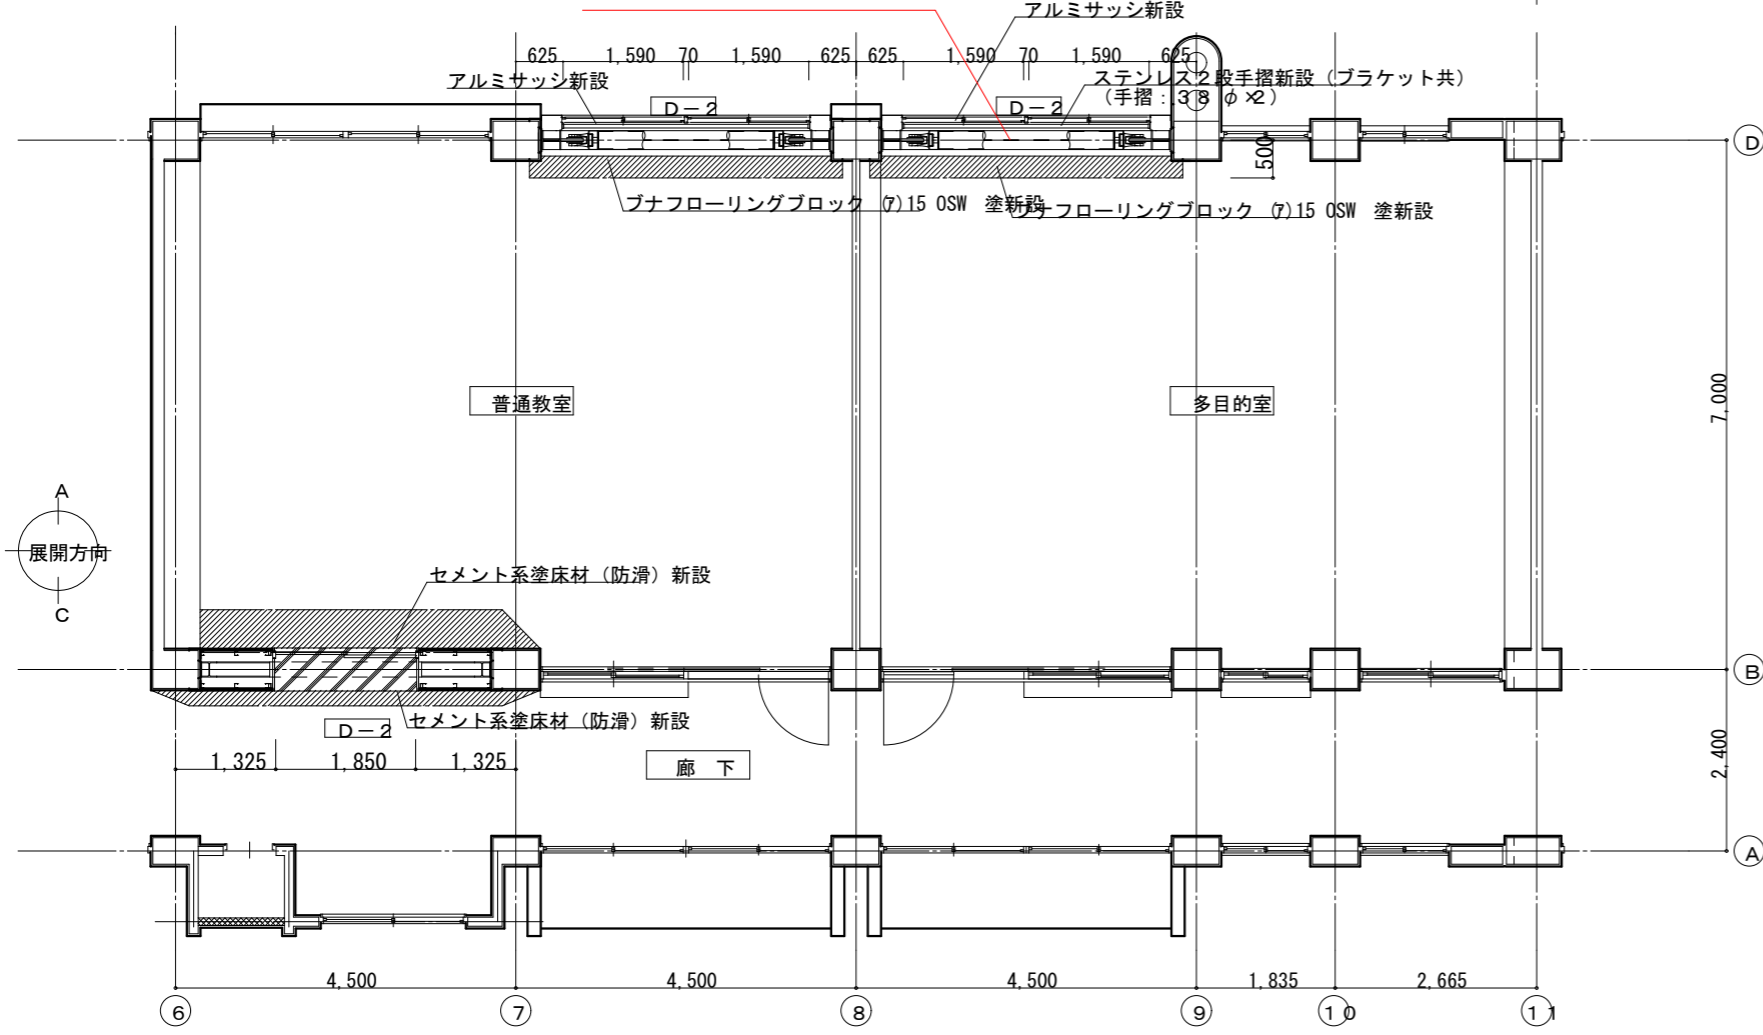 アルミサッシ新設
625 1,590 70 1,590 625 625 1,590 70 1,590 625
アルミサッシ新設
ステンレス2段手摺新設（ブラケット共）
（手摺：38φ×2）
D－2
D－2
D
500
ブナフローリングブロック (ｱ)15 OSW 塗新設
ブナフローリングブロック (ｱ)15 OSW 塗新設
普通教室
多目的室
7,000
A
展開方向
C
セメント系塗床材（防滑）新設
B
セメント系塗床材（防滑）新設
D－2
1,325 1,850 1,325
廊 下
2,400
A
4,500 4,500 4,500 1,835 2,665
6 7 8 9 10 11